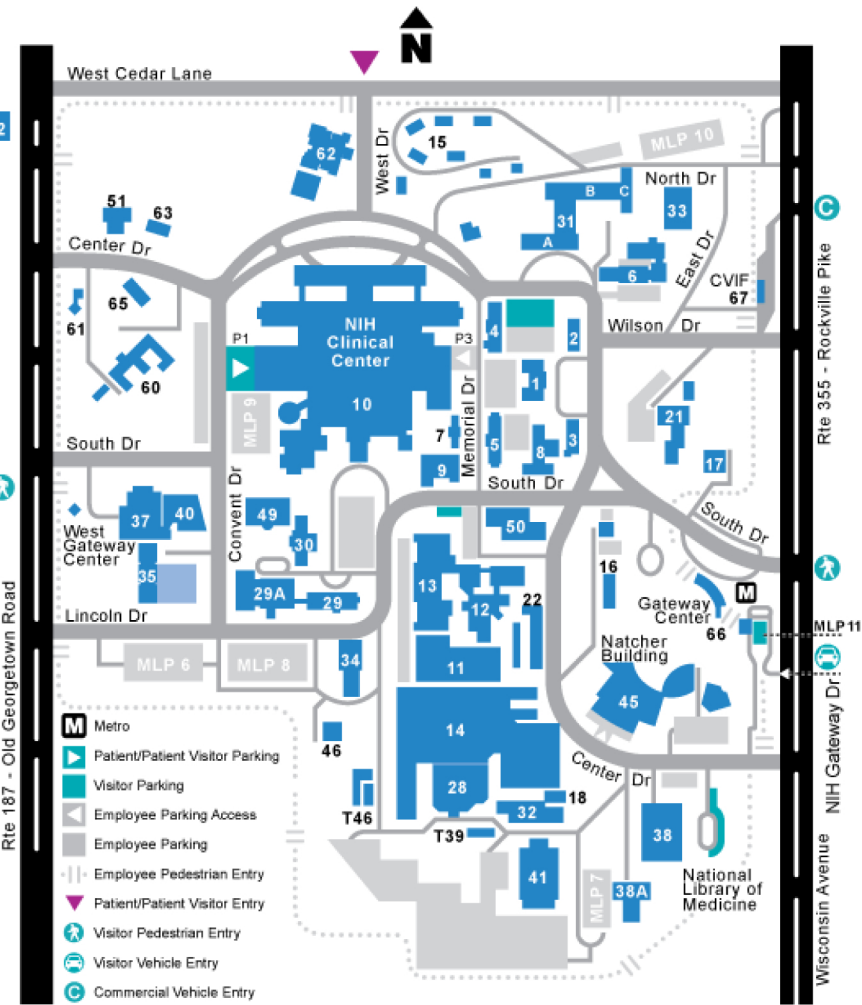 N
West Cedar Lane
2
62
West Dr
15
MLP 10
51
63
B
C
North Dr
33
31
A
C
Center Dr
East Dr
6
CVIF
67
65
61
P1
NIH
Clinical
Center
P3
4
2
Wilson Dr
Rte 355 - Rockville Pike
60
10
1
MLP 9
Memorial Dr
7
5
8
3
21
South Dr
9
17
South Dr
37
40
Convent Dr
49
50
South Dr
West
Gateway
Center
30
35
13
16
M
Gateway
Center
29A
29
12
22
66
MLP 11
Lincoln Dr
Natcher
Building
MLP 6
MLP 8
34
11
45
NIH Gateway Dr
Rte 187 - Old Georgetown Road
M Metro
46
14
Patient/Patient Visitor Parking
Center Dr
Visitor Parking
28
T46
18
32
Employee Parking Access
T39
38
Employee Parking
Employee Pedestrian Entry
41
MLP 7
38A
National
Library of
Medicine
Wisconsin Avenue
Patient/Patient Visitor Entry
Visitor Pedestrian Entry
Visitor Vehicle Entry
C Commercial Vehicle Entry